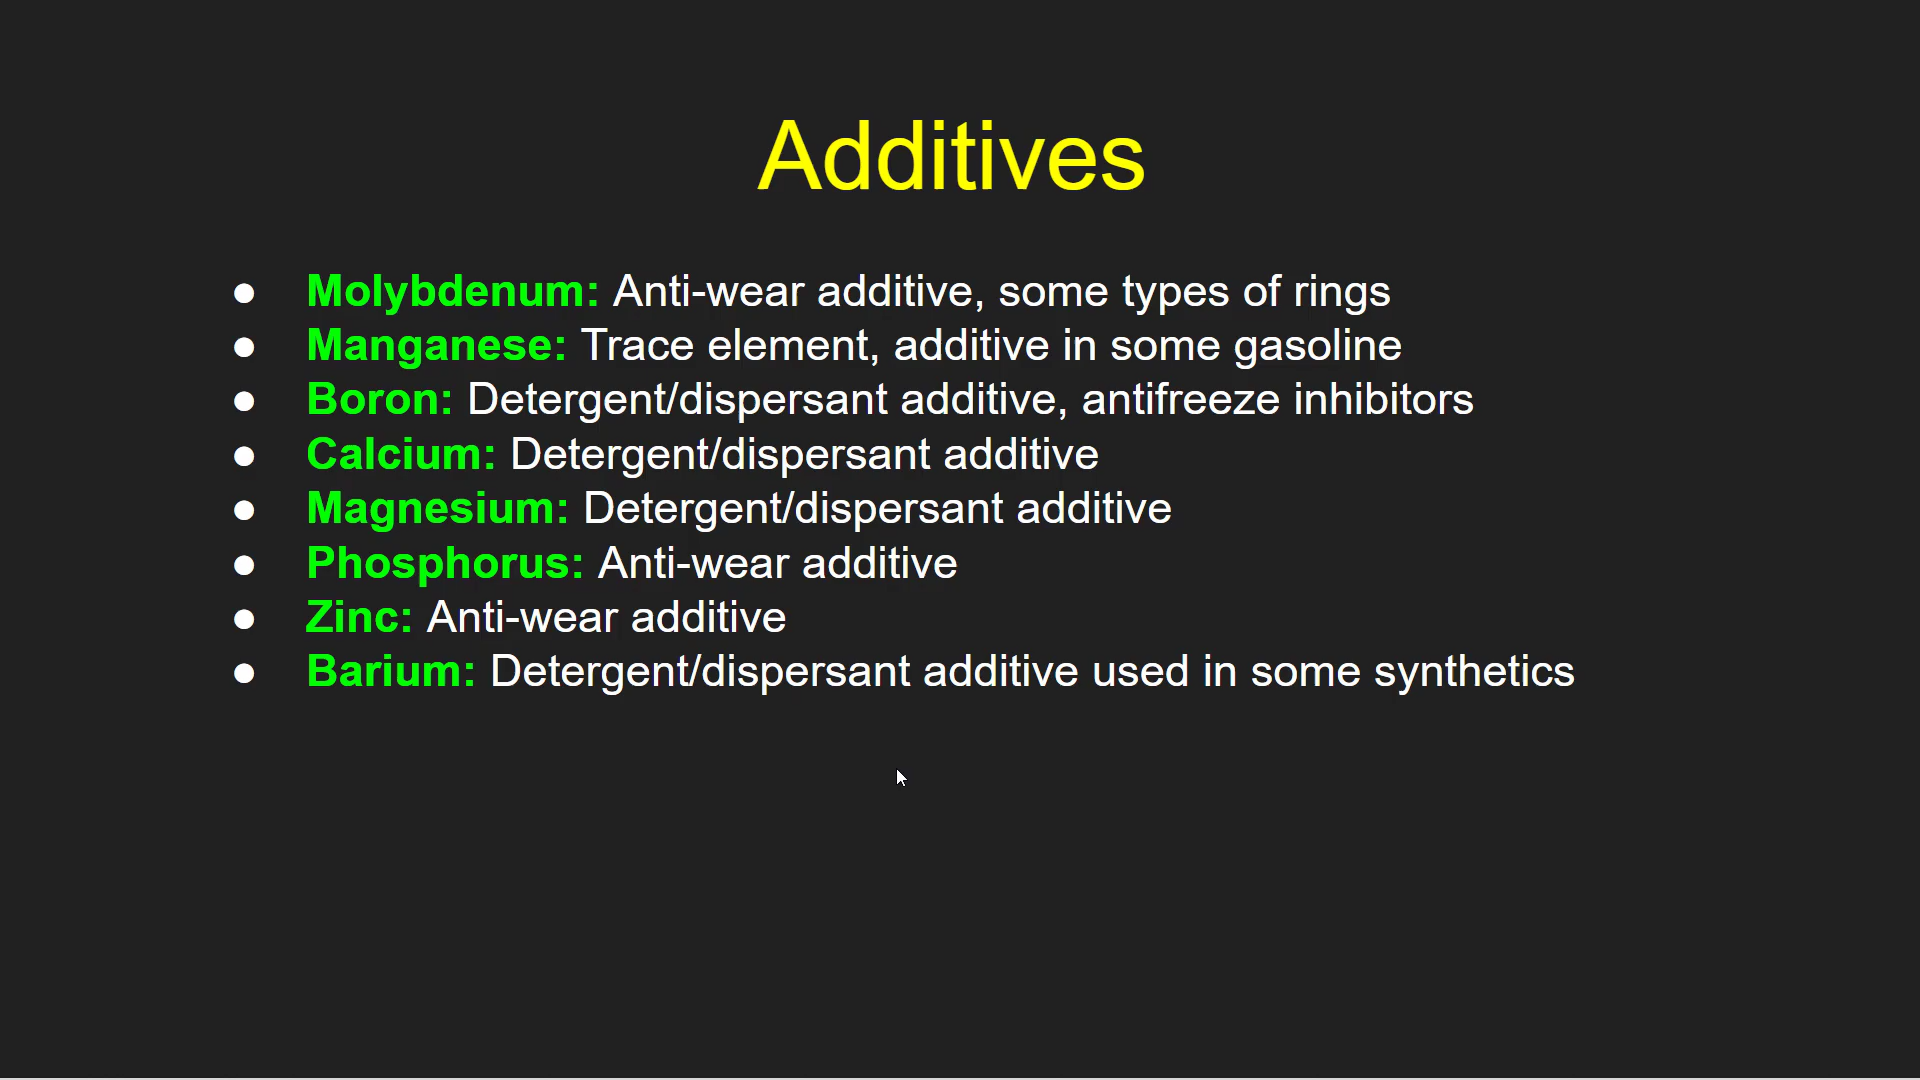 Additives
● Molybdenum: Anti-wear additive, some types of rings
● Manganese: Trace element, additive in some gasoline
● Boron: Detergent/dispersant additive, antifreeze inhibitors
● Calcium: Detergent/dispersant additive
● Magnesium: Detergent/dispersant additive
● Phosphorus: Anti-wear additive
● Zinc: Anti-wear additive
● Barium: Detergent/dispersant additive used in some synthetics